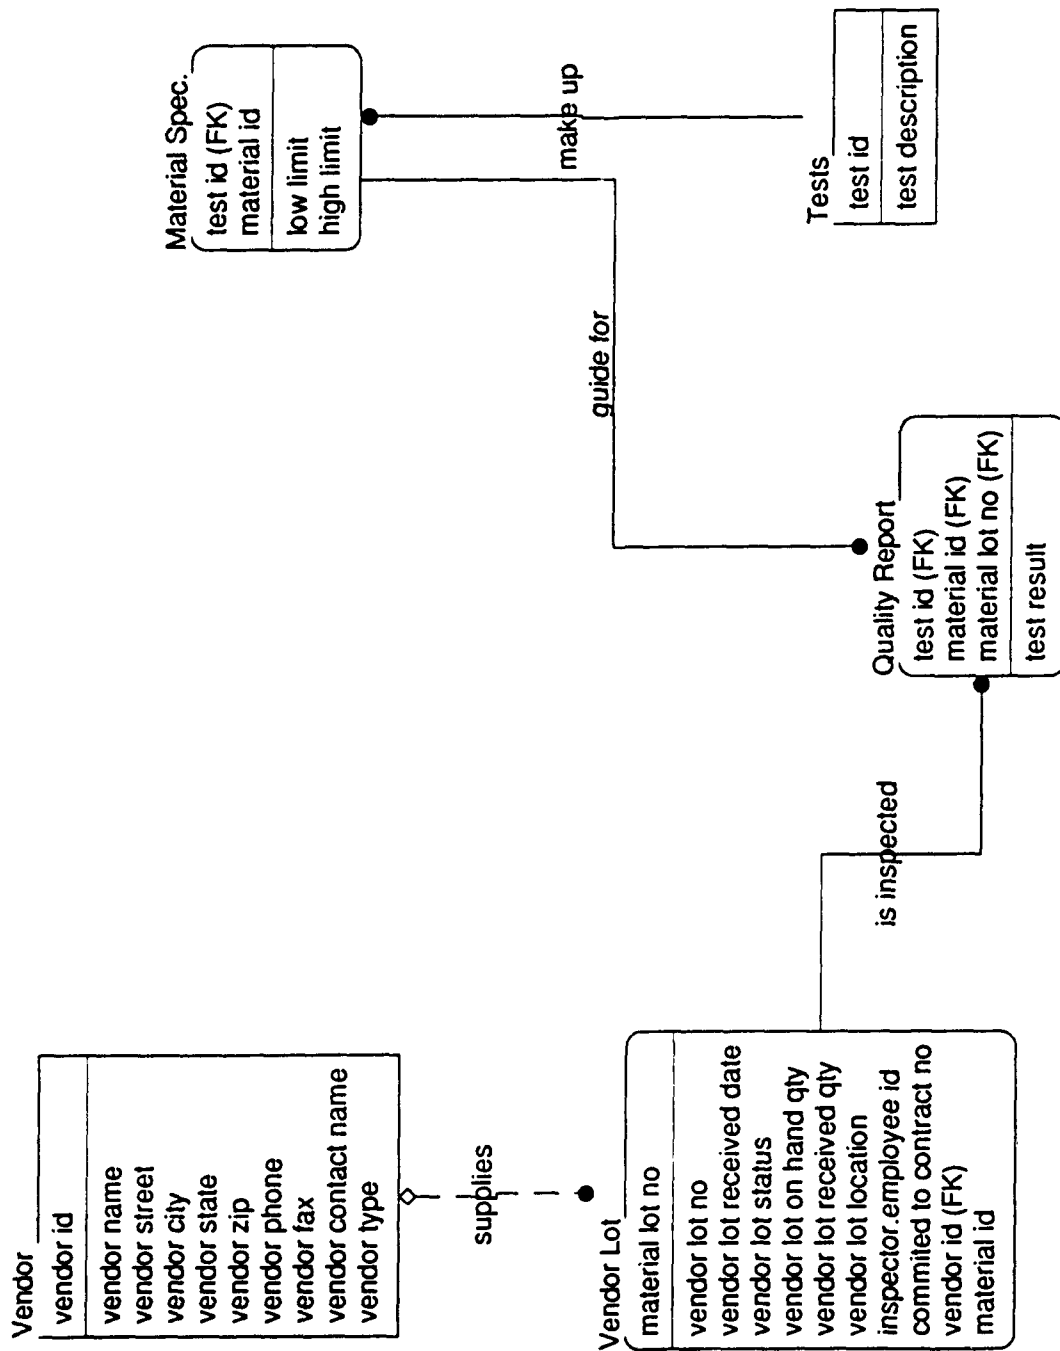 Vendor
vendor id
vendor name
vendor street
vendor city
vendor state
vendor zip
vendor phone
vendor fax
vendor contact name
vendor type
supplies
Vendor Lot
material lot no
vendor lot no
vendor lot received date
vendor lot status
vendor lot on hand qty
vendor lot received qty
vendor lot location
inspector.employee id
commited to contract no
vendor id (FK)
material id
is inspected
Quality Report
test id (FK)
material id (FK)
material lot no (FK)
test result
guide for
Material Spec.
test id (FK)
material id
low limit
high limit
make up
Tests
test id
test description